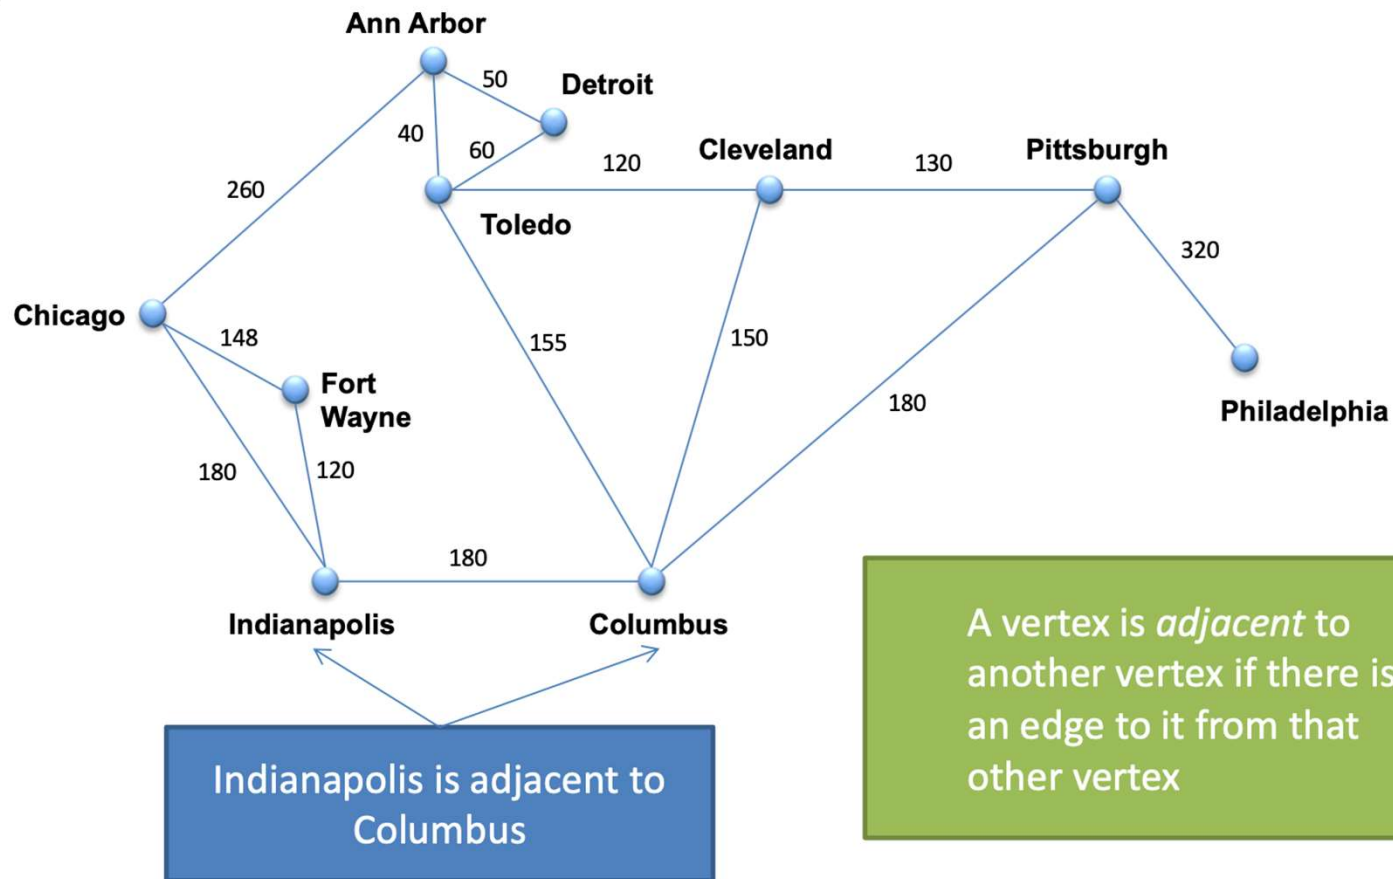 Ann Arbor
50
Detroit
40
60
120
Cleveland
130
Pittsburgh
260
Toledo
320
Chicago
148
155
150
Fort
Wayne
180
Philadelphia
180
120
180
Indianapolis
Columbus
A vertex is adjacent to
another vertex if there is
an edge to it from that
other vertex
Indianapolis is adjacent to
Columbus